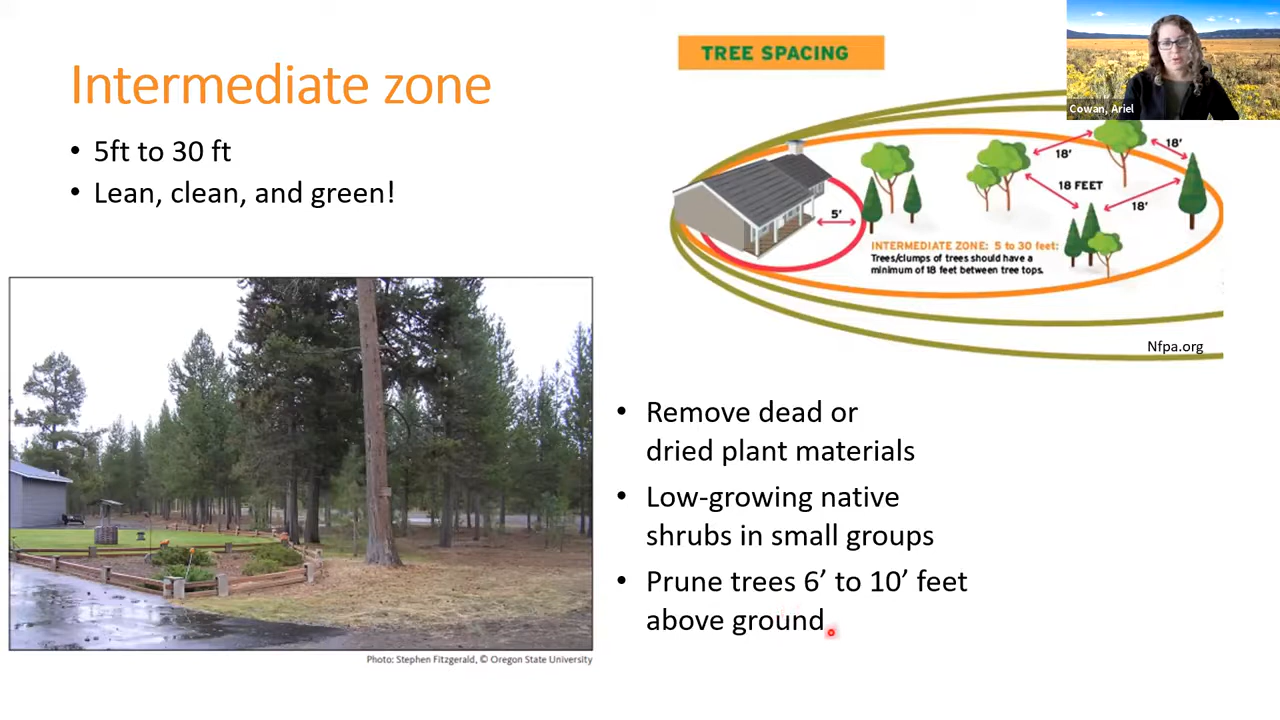 Intermediate zone
• 5ft to 30 ft
• Lean, clean, and green!
TREE SPACING
Cowan, Ariel
18'
18'
18 FEET
18'
5'
INTERMEDIATE ZONE: 5 to 30 feet:
Trees/clumps of trees should have a
minimum of 18 feet between tree tops.
Nfpa.org
Photo: Stephen Fitzgerald, © Oregon State University
• Remove dead or
dried plant materials
• Low-growing native
shrubs in small groups
• Prune trees 6’ to 10’ feet
above ground